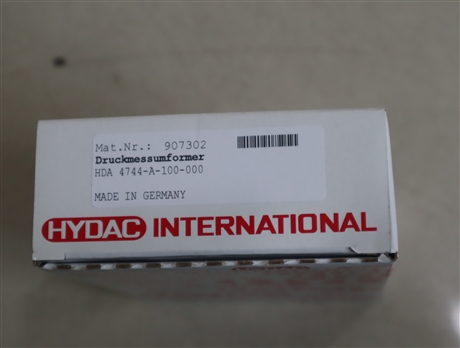 Mat.Nr.: 907302
Druckmessumformer
HDA 4744-A-100-000
MADE IN GERMANY
HYDAC INTERNATIONAL